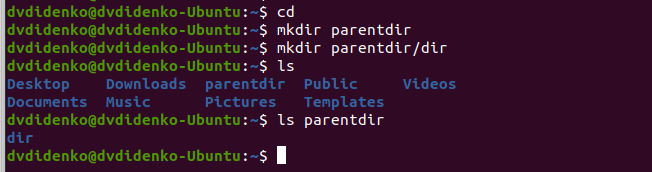 dvdidenko@dvdidenko-Ubuntu:~$ cd
dvdidenko@dvdidenko-Ubuntu:~$ mkdir parentdir
dvdidenko@dvdidenko-Ubuntu:~$ mkdir parentdir/dir
dvdidenko@dvdidenko-Ubuntu:~$ ls
Desktop    Downloads  parentdir  Public     Videos
Documents  Music      Pictures   Templates
dvdidenko@dvdidenko-Ubuntu:~$ ls parentdir
dir
dvdidenko@dvdidenko-Ubuntu:~$